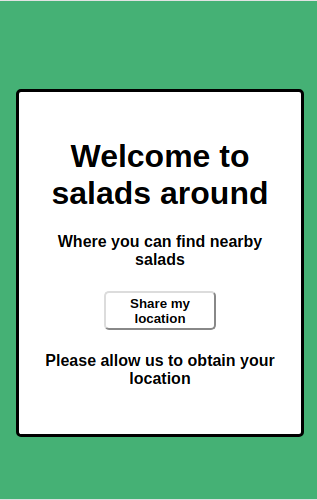 Welcome to
salads around
Where you can find nearby
salads
Share my
location
Please allow us to obtain your
location